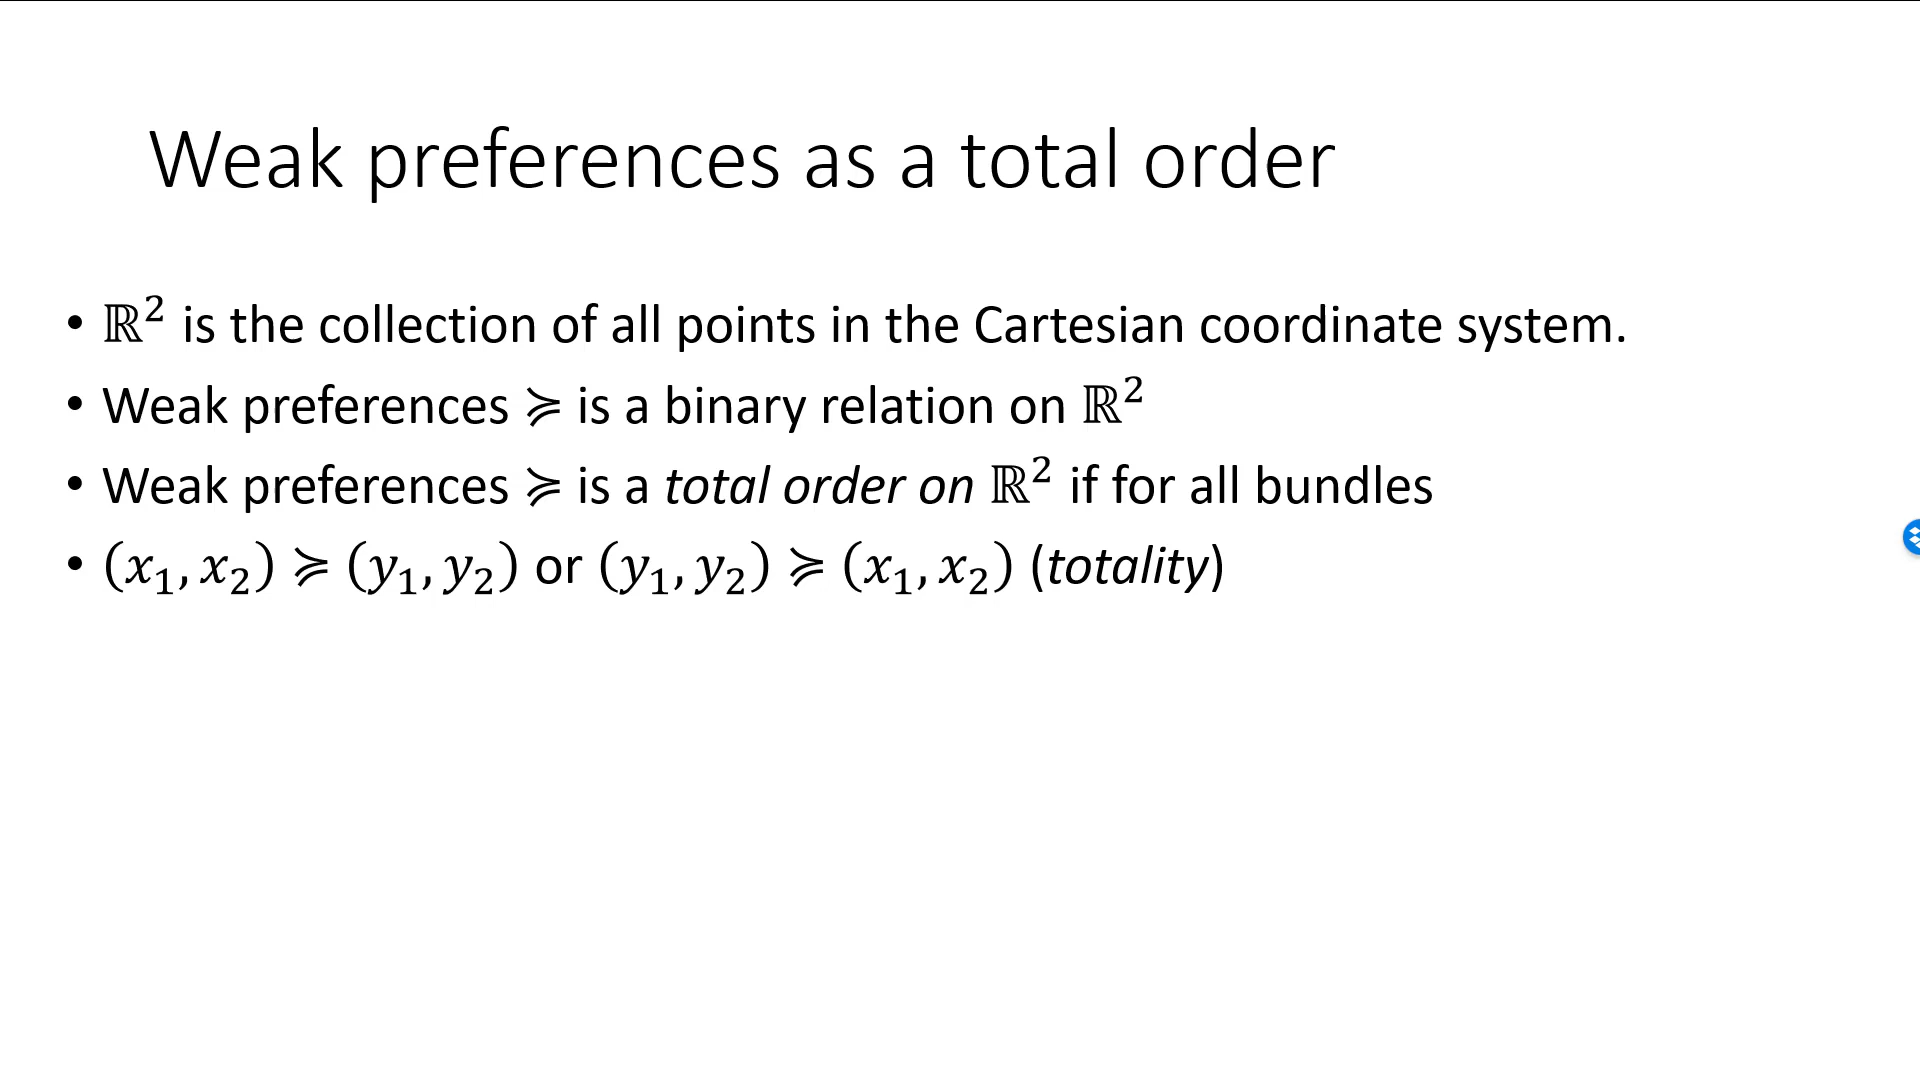 Weak preferences as a total order
• ℝ² is the collection of all points in the Cartesian coordinate system.
• Weak preferences ≽ is a binary relation on ℝ²
• Weak preferences ≽ is a total order on ℝ² if for all bundles
• (x₁, x₂) ≽ (y₁, y₂) or (y₁, y₂) ≽ (x₁, x₂) (totality)